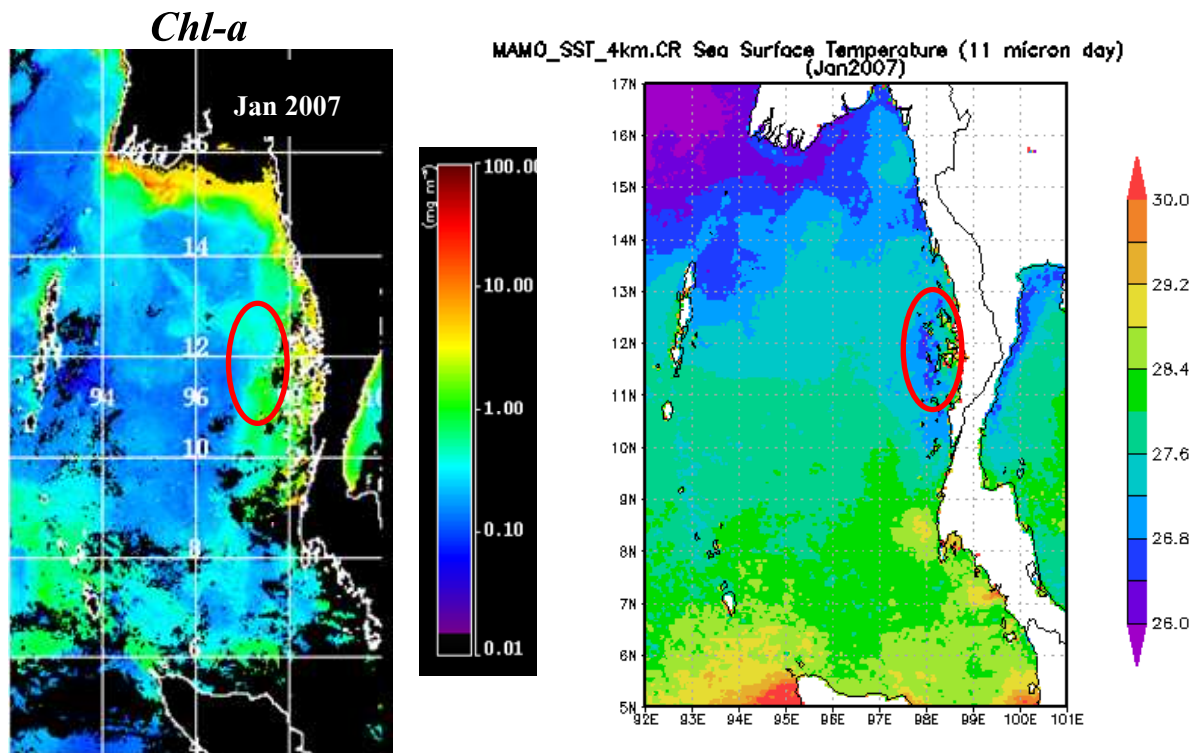 Chl-a
Jan 2007
16
14
12
94
96
10
8
6
4
100.00
(mg m⁻³)
10.00
1.00
0.10
0.01
MAMO_SST_4km.CR Sea Surface Temperature (11 micron day)
(Jan2007)
17N
16N
15N
14N
13N
12N
11N
10N
9N
8N
7N
6N
5N
92E 93E 94E 95E 96E 97E 98E 99E 100E 101E
30.0
29.2
28.4
27.6
26.8
26.0